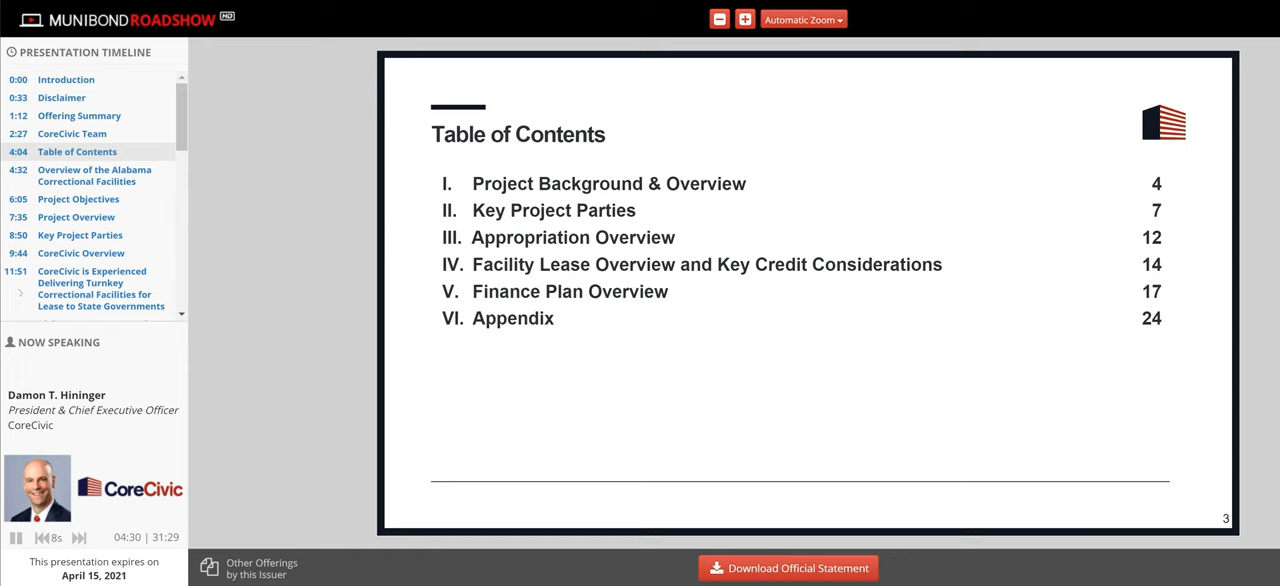 MUNIBONDROADSHOW HD
Automatic Zoom
PRESENTATION TIMELINE
0:00 Introduction
0:33 Disclaimer
1:12 Offering Summary
2:27 CoreCivic Team
4:04 Table of Contents
4:32 Overview of the Alabama
Correctional Facilities
6:05 Project Objectives
7:35 Project Overview
8:50 Key Project Parties
9:44 CoreCivic Overview
11:51 CoreCivic is Experienced
Delivering Turnkey
Correctional Facilities for
Lease to State Governments
NOW SPEAKING
Damon T. Hininger
President & Chief Executive Officer
CoreCivic
CoreCivic
8s 04:30 | 31:29
This presentation expires on
April 15, 2021
Table of Contents
I. Project Background & Overview 4
II. Key Project Parties 7
III. Appropriation Overview 12
IV. Facility Lease Overview and Key Credit Considerations 14
V. Finance Plan Overview 17
VI. Appendix 24
3
Other Offerings
by this Issuer
Download Official Statement